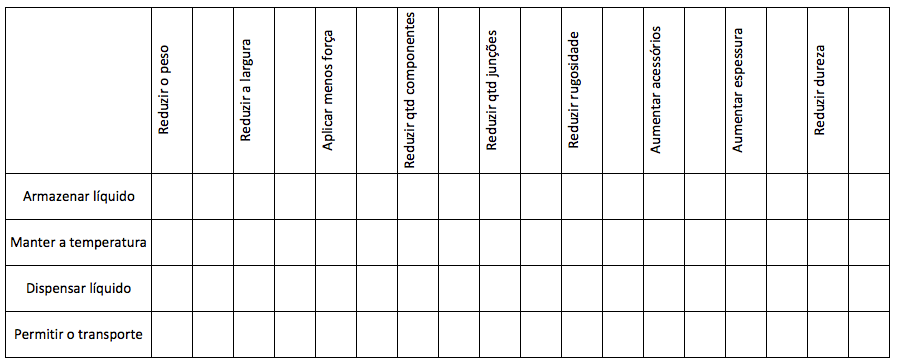 Reduzir o peso
Reduzir a largura
Aplicar menos força
Reduzir qtd componentes
Reduzir qtd junções
Reduzir rugosidade
Aumentar acessórios
Aumentar espessura
Reduzir dureza
Armazenar líquido
Manter a temperatura
Dispensar líquido
Permitir o transporte